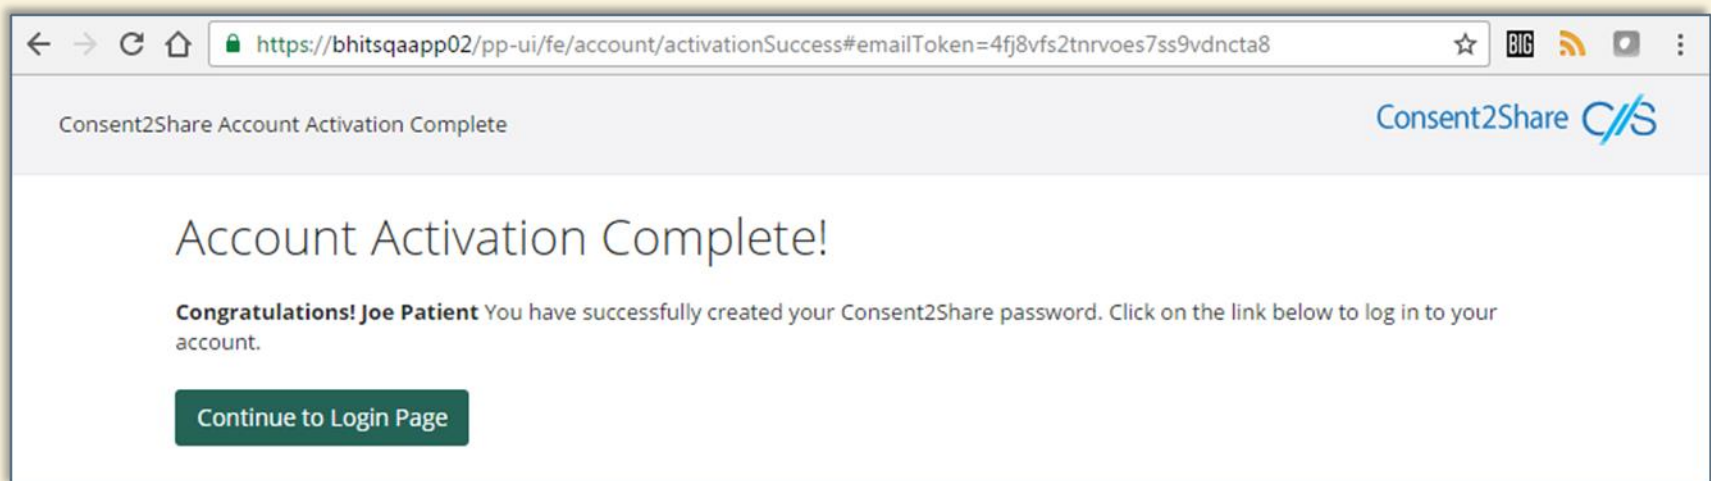 https://bhitsqaapp02/pp-ui/fe/account/activationSuccess#emailToken=4fj8vfs2tnrvoes7ss9vdncta8
BIG
Consent2Share Account Activation Complete
Consent2Share C//S
Account Activation Complete!
Congratulations! Joe Patient You have successfully created your Consent2Share password. Click on the link below to log in to your
account.
Continue to Login Page